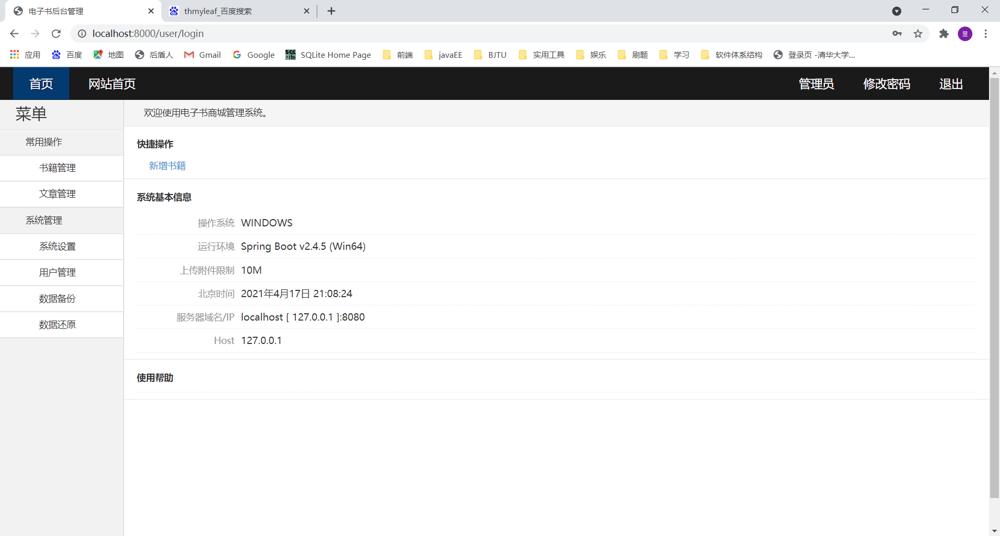 电子书后台管理
thmyleaf_百度搜索
localhost:8000/user/login
昱
应用 百度 地图 后盾人 Gmail Google SQLite Home Page 前端 javaEE BJTU 实用工具 娱乐 刷题 学习 软件体系结构 登录页 -清华大学...
首页 网站首页 管理员 修改密码 退出
菜单
欢迎使用电子书商城管理系统。
常用操作
书籍管理
文章管理
系统管理
系统设置
用户管理
数据备份
数据还原
快捷操作
新增书籍
系统基本信息
操作系统 WINDOWS
运行环境 Spring Boot v2.4.5 (Win64)
上传附件限制 10M
北京时间 2021年4月17日 21:08:24
服务器域名/IP localhost [ 127.0.0.1 ]:8080
Host 127.0.0.1
使用帮助